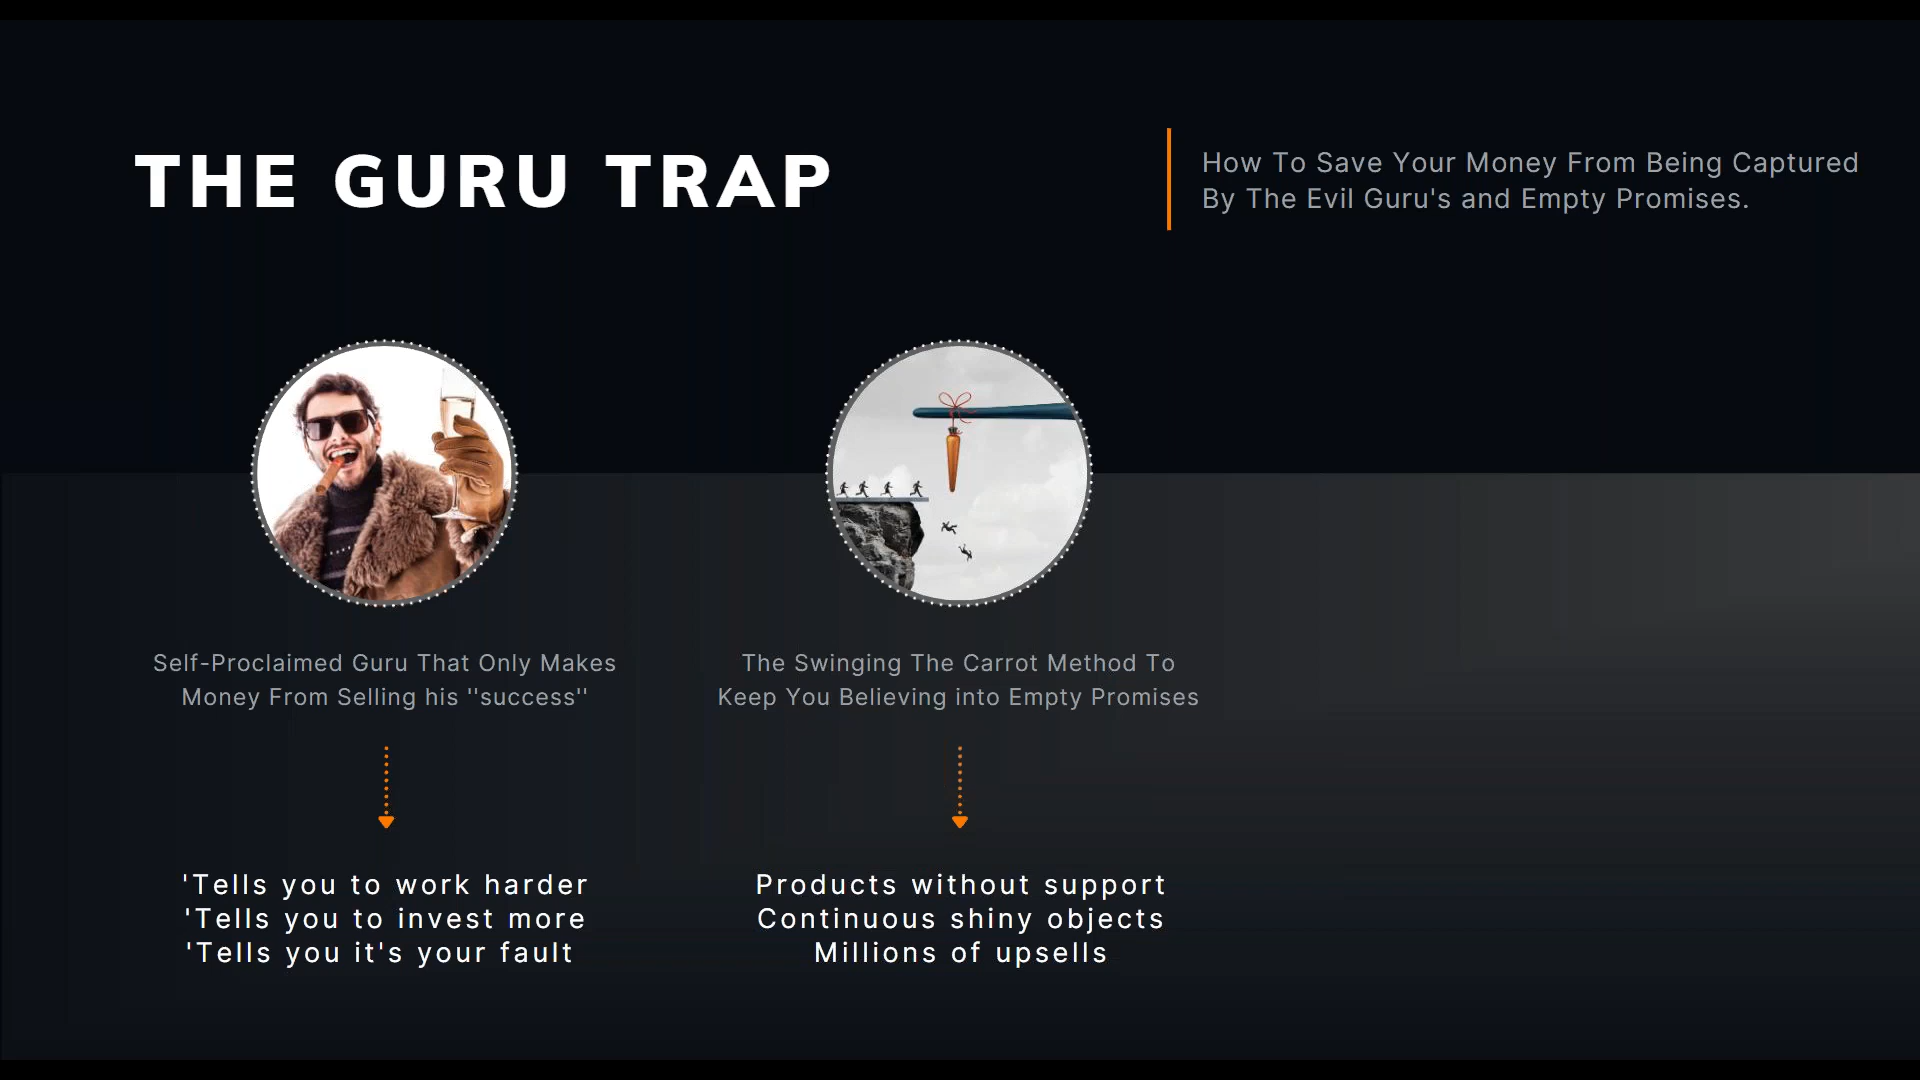 THE GURU TRAP
How To Save Your Money From Being Captured
By The Evil Guru's and Empty Promises.
Self-Proclaimed Guru That Only Makes
Money From Selling his ''success''
'Tells you to work harder
'Tells you to invest more
'Tells you it's your fault
The Swinging The Carrot Method To
Keep You Believing into Empty Promises
Products without support
Continuous shiny objects
Millions of upsells